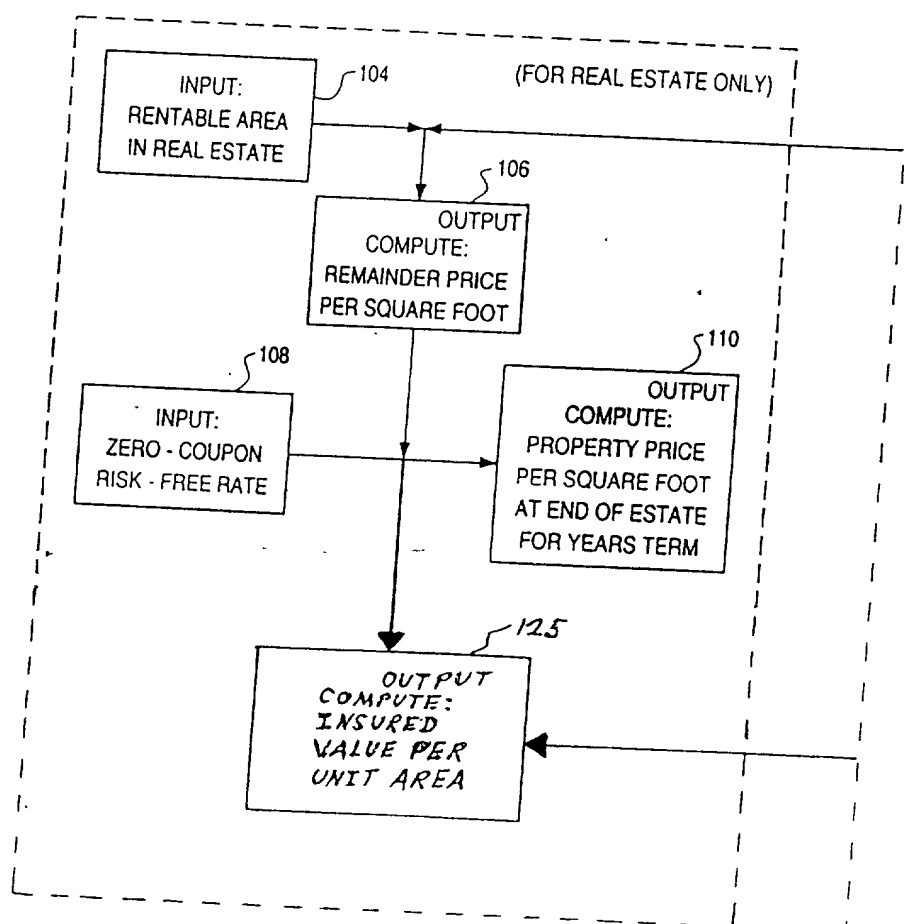 (FOR REAL ESTATE ONLY)
104
INPUT:
RENTABLE AREA
IN REAL ESTATE
106
OUTPUT
COMPUTE:
REMAINDER PRICE
PER SQUARE FOOT
108
INPUT:
ZERO - COUPON
RISK - FREE RATE
110
OUTPUT
COMPUTE:
PROPERTY PRICE
PER SQUARE FOOT
AT END OF ESTATE
FOR YEARS TERM
125
OUTPUT
COMPUTE:
INSURED
VALUE PER
UNIT AREA